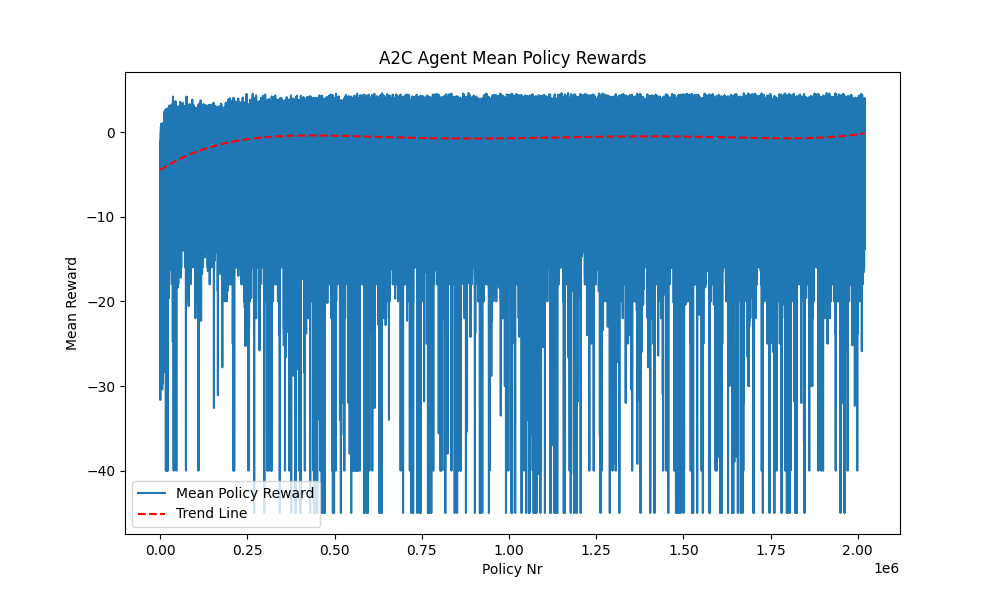 A2C Agent Mean Policy Rewards
Mean Reward
0
−10
−20
−30
−40
Mean Policy Reward
Trend Line
0.00 0.25 0.50 0.75 1.00 1.25 1.50 1.75 2.00
1e6
Policy Nr